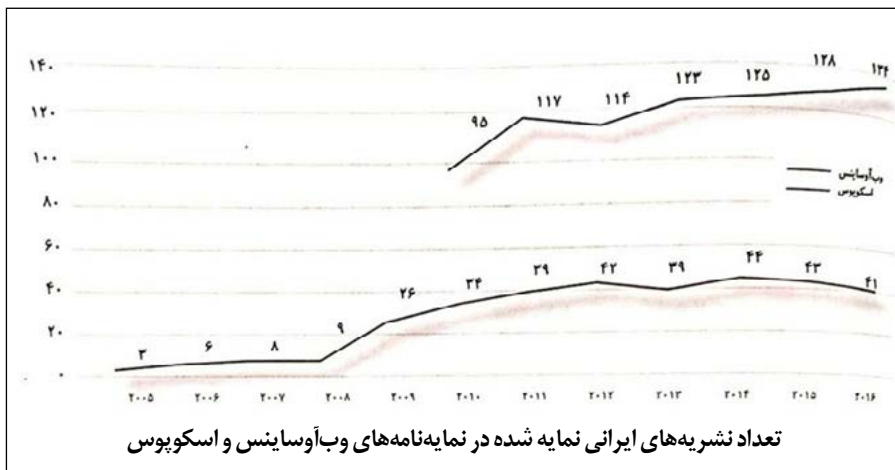 ۱۴۰
۱۲۰
۱۰۰
۸۰
۶۰
۴۰
۲۰
۰
۹۵ ۱۱۷ ۱۱۴ ۱۲۳ ۱۲۵ ۱۲۸ ۱۳۴
وب‌آوساینس
اسکوپوس
۳ ۶ ۸ ۹ ۲۶ ۳۴ ۳۹ ۴۲ ۳۹ ۴۴ ۴۳ ۴۱
۲۰۰۵ ۲۰۰۶ ۲۰۰۷ ۲۰۰۸ ۲۰۰۹ ۲۰۱۰ ۲۰۱۱ ۲۰۱۲ ۲۰۱۳ ۲۰۱۴ ۲۰۱۵ ۲۰۱۶
تعداد نشریه‌های ایرانی نمایه شده در نمایه‌نامه‌های وب‌آوساینس و اسکوپوس